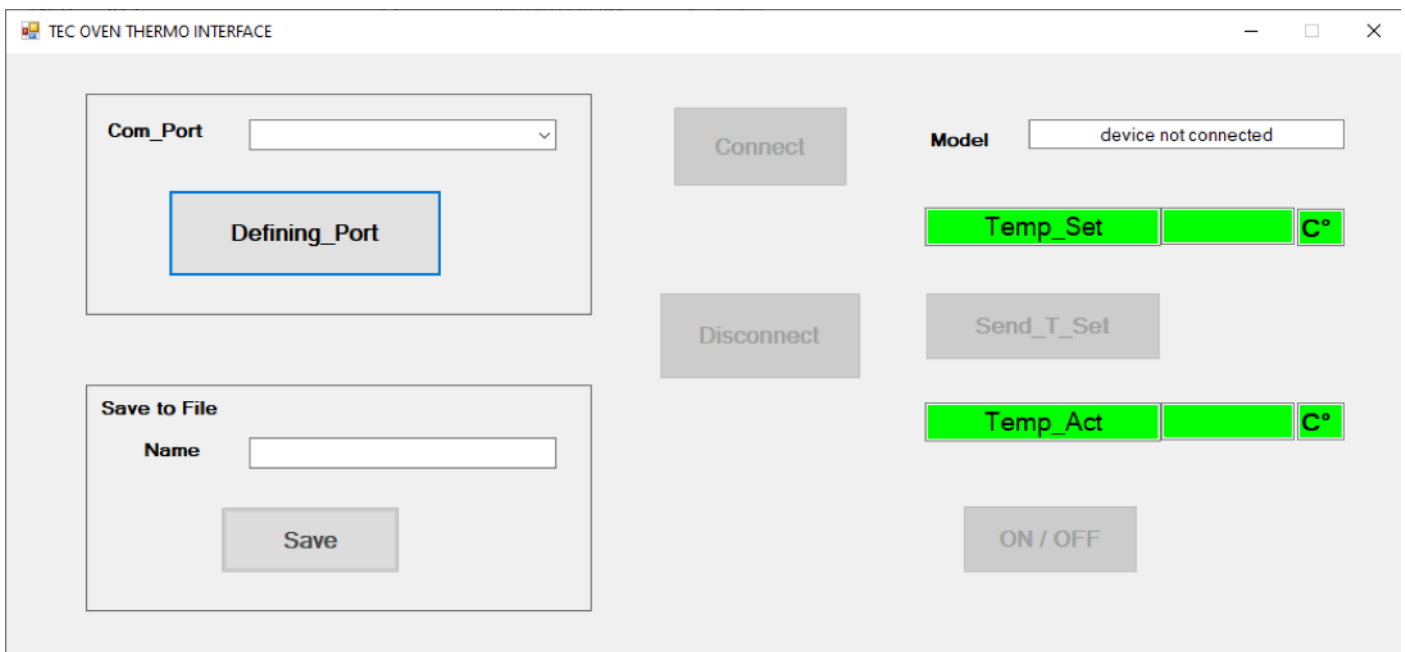 TEC OVEN THERMO INTERFACE
Com_Port
Defining_Port
Connect
Model
device not connected
Temp_Set
C°
Disconnect
Send_T_Set
Save to File
Name
Save
Temp_Act
C°
ON / OFF